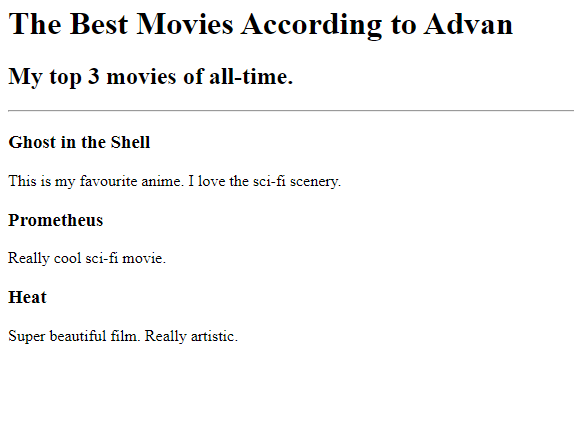 The Best Movies According to Advan
My top 3 movies of all-time.
Ghost in the Shell
This is my favourite anime. I love the sci-fi scenery.
Prometheus
Really cool sci-fi movie.
Heat
Super beautiful film. Really artistic.